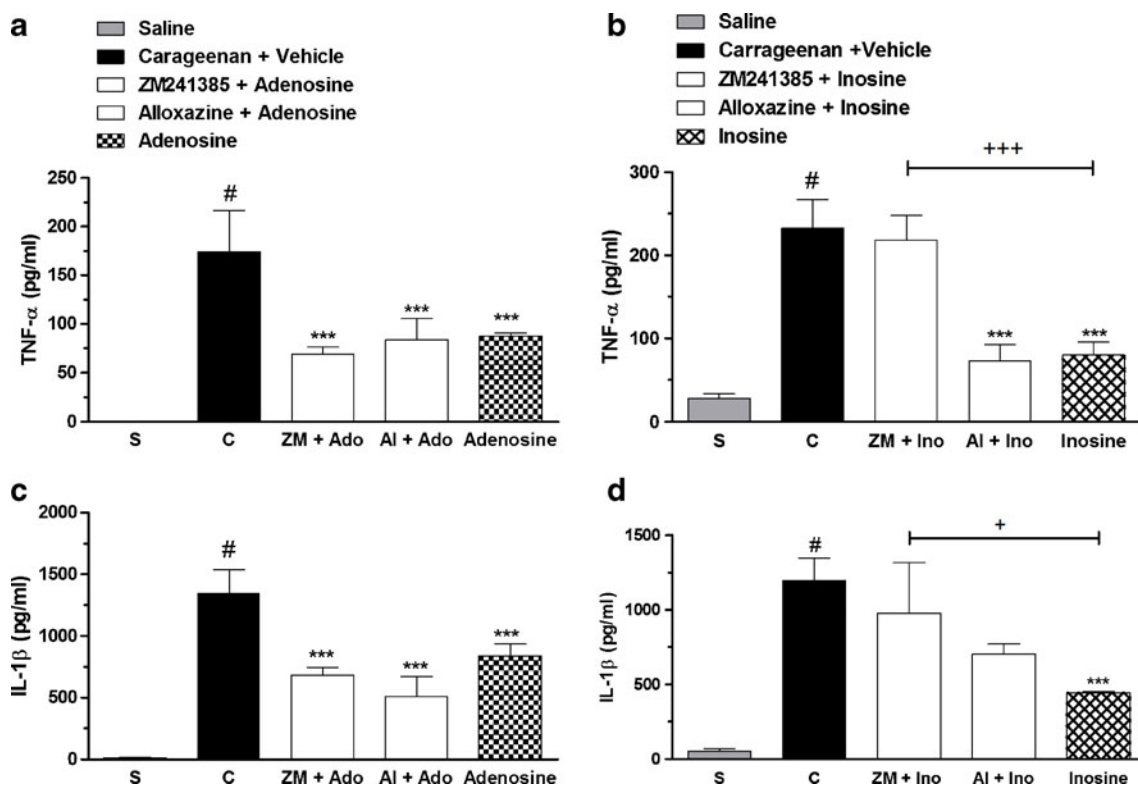 a
Saline
Carageenan + Vehicle
ZM241385 + Adenosine
Alloxazine + Adenosine
Adenosine
TNF-α (pg/ml)
250
200
150
100
50
0
#
***
***
***
S C ZM + Ado Al + Ado Adenosine
b
Saline
Carrageenan +Vehicle
ZM241385 + Inosine
Alloxazine + Inosine
Inosine
TNF-α (pg/ml)
300
200
100
0
#
+++
***
***
S C ZM + Ino Al + Ino Inosine
c
IL-1β (pg/ml)
2000
1500
1000
500
0
#
***
***
***
S C ZM + Ado Al + Ado Adenosine
d
IL-1β (pg/ml)
1500
1000
500
0
#
+
***
S C ZM + Ino Al + Ino Inosine